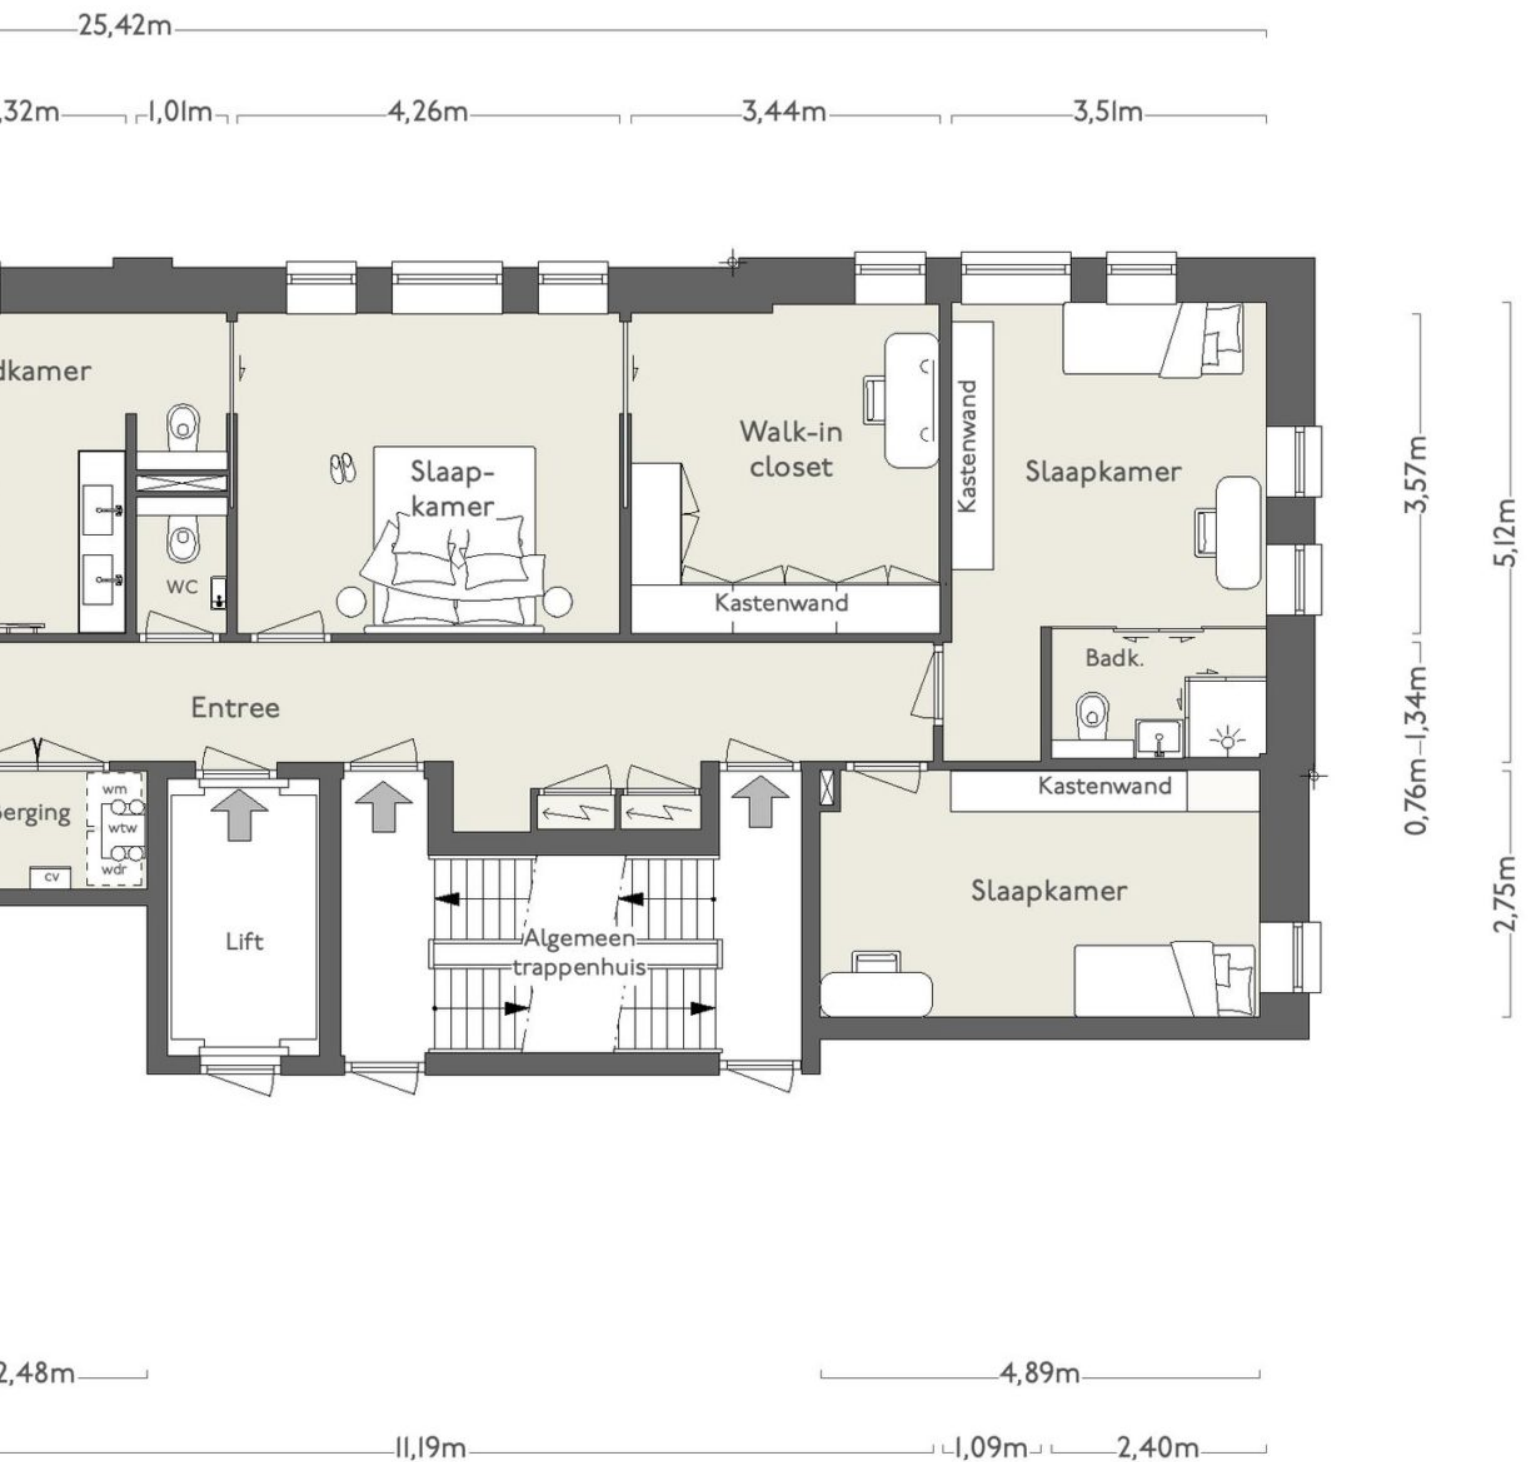 25,42m
,32m
1,01m
4,26m
3,44m
3,51m
dkamer
Slaap-
kamer
Walk-in
closet
Kastenwand
Slaapkamer
3,57m
5,12m
WC
Kastenwand
Badk.
1,34m
Entree
0,76m
wm
erging
wtw
wdr
cv
Kastenwand
Slaapkamer
2,75m
Lift
Algemeen
trappenhuis
2,48m
4,89m
11,19m
1,09m
2,40m